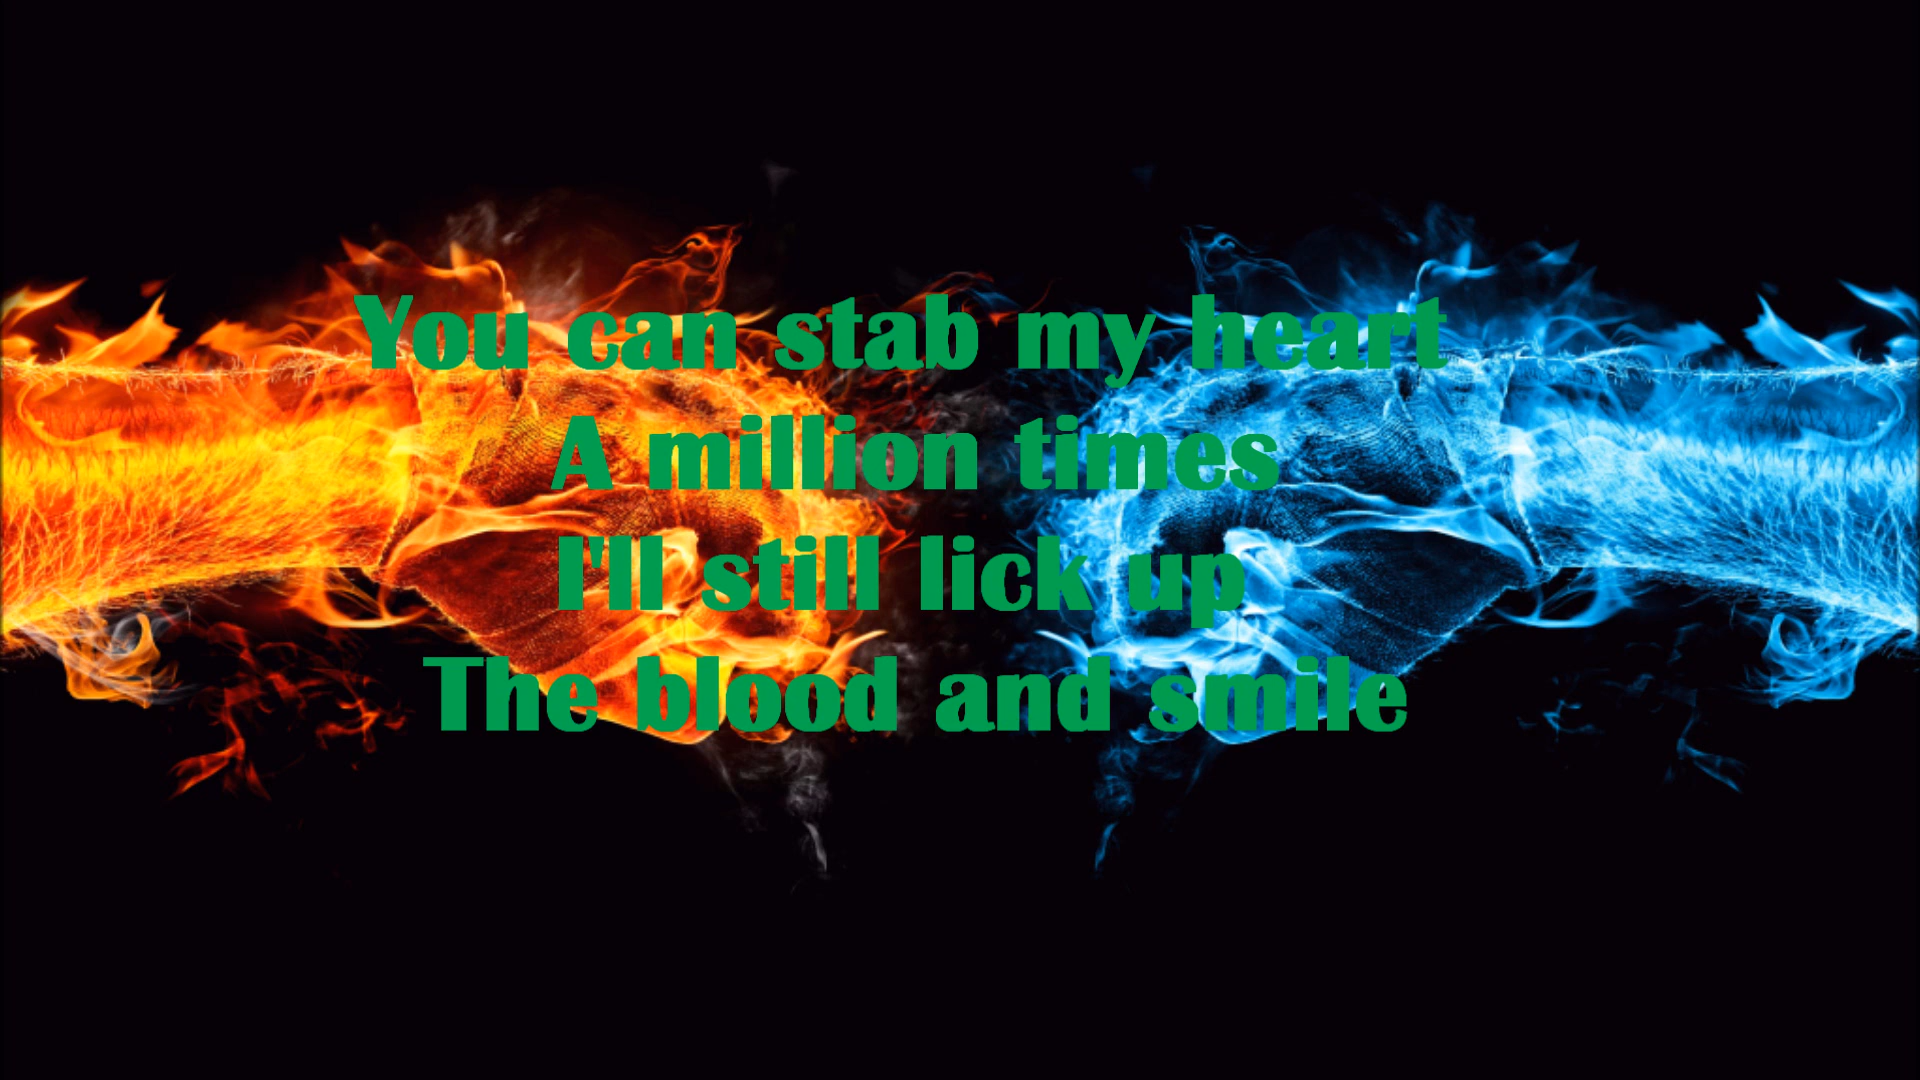 You can stab my heart
A million times
I'll still lick up
The blood and smile